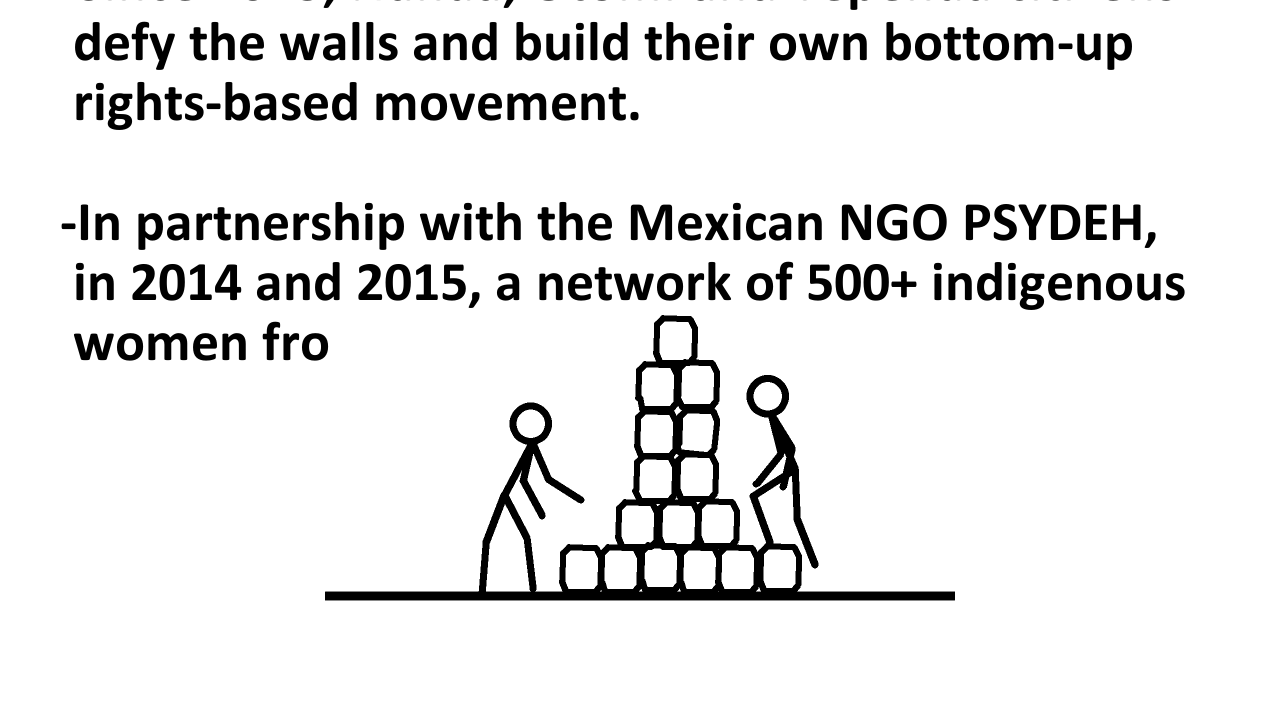 defy the walls and build their own bottom-up
rights-based movement.
-In partnership with the Mexican NGO PSYDEH,
in 2014 and 2015, a network of 500+ indigenous
women fro